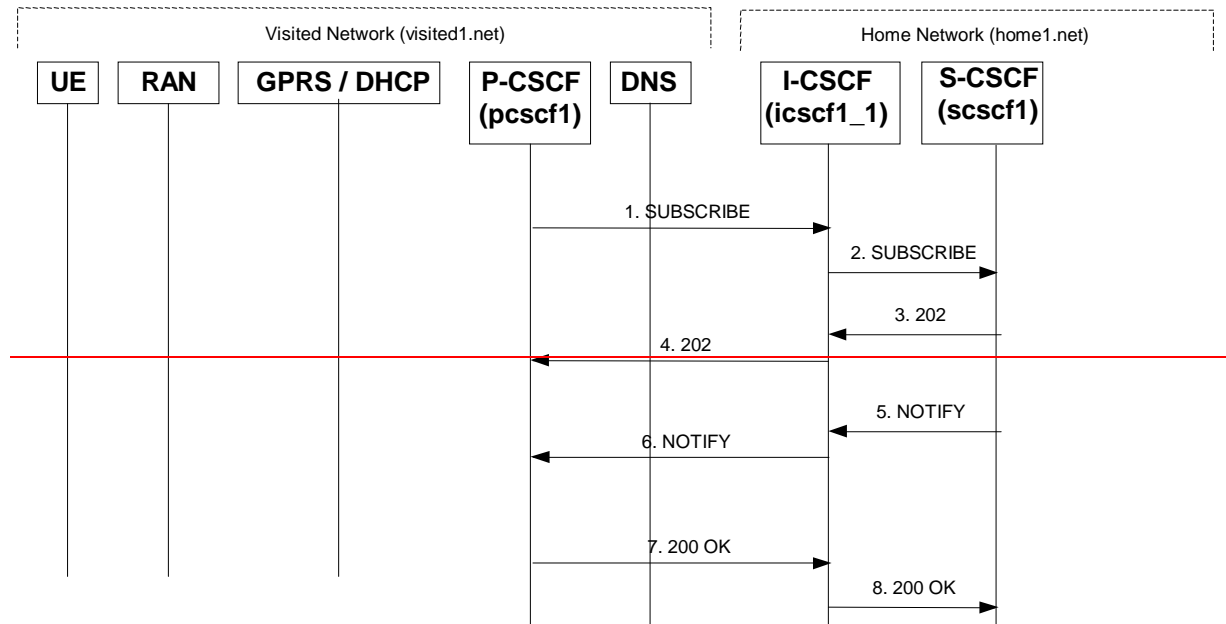 Visited Network (visited1.net)
Home Network (home1.net)
UE
RAN
GPRS / DHCP
P-CSCF
(pcscf1)
DNS
I-CSCF
(icscf1_1)
S-CSCF
(scscf1)
1. SUBSCRIBE
2. SUBSCRIBE
3. 202
4. 202
5. NOTIFY
6. NOTIFY
7. 200 OK
8. 200 OK